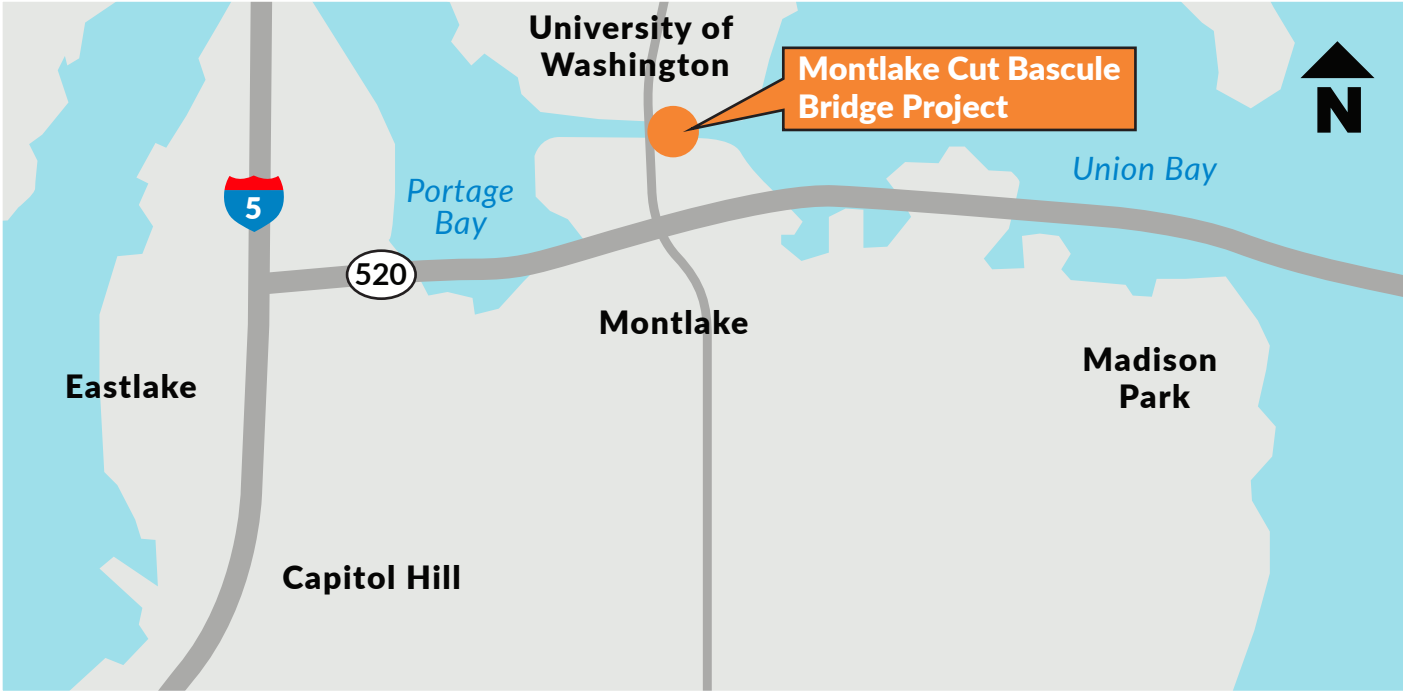 University of
Washington
Montlake Cut Bascule
Bridge Project
N
Union Bay
Portage
Bay
5
520
Montlake
Madison
Park
Eastlake
Capitol Hill